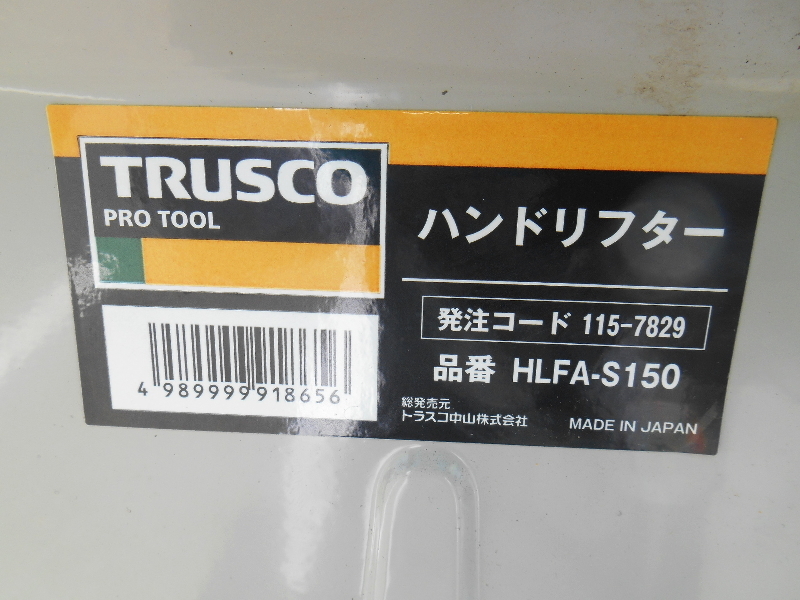 TRUSCO
PRO TOOL
ハンドリフター
発注コード 115-7829
品番 HLFA-S150
4 989999 918656
総発売元
トラスコ中山株式会社
MADE IN JAPAN